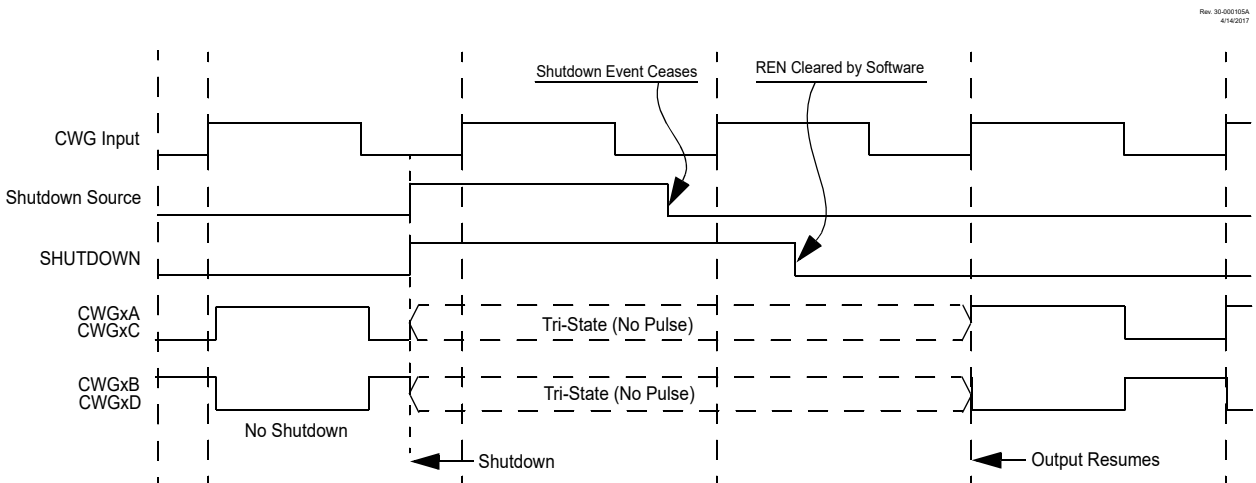 Rev. 30-000105A
4/14/2017
Shutdown Event Ceases
REN Cleared by Software
CWG Input
Shutdown Source
SHUTDOWN
CWGxA
CWGxC
Tri-State (No Pulse)
CWGxB
CWGxD
Tri-State (No Pulse)
No Shutdown
Shutdown
Output Resumes